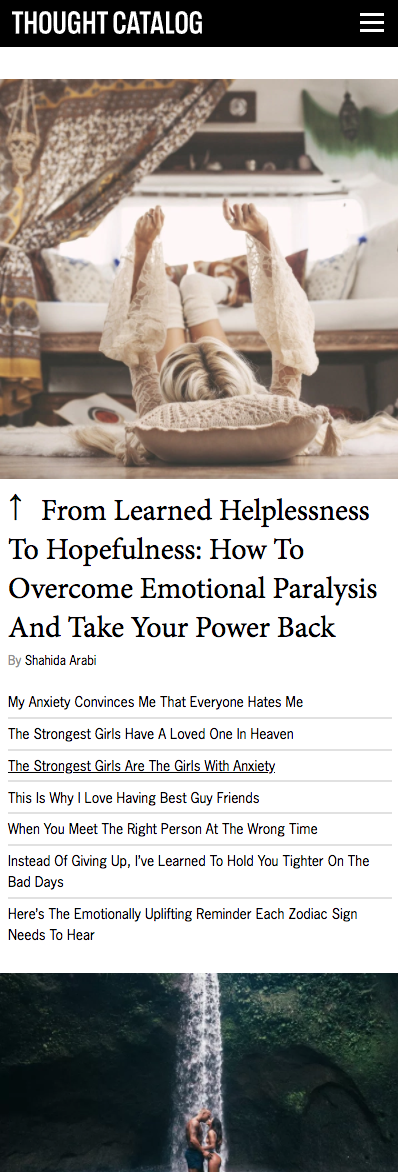 THOUGHT CATALOG
↑ From Learned Helplessness
To Hopefulness: How To
Overcome Emotional Paralysis
And Take Your Power Back
By Shahida Arabi
My Anxiety Convinces Me That Everyone Hates Me
The Strongest Girls Have A Loved One In Heaven
The Strongest Girls Are The Girls With Anxiety
This Is Why I Love Having Best Guy Friends
When You Meet The Right Person At The Wrong Time
Instead Of Giving Up, I've Learned To Hold You Tighter On The
Bad Days
Here's The Emotionally Uplifting Reminder Each Zodiac Sign
Needs To Hear